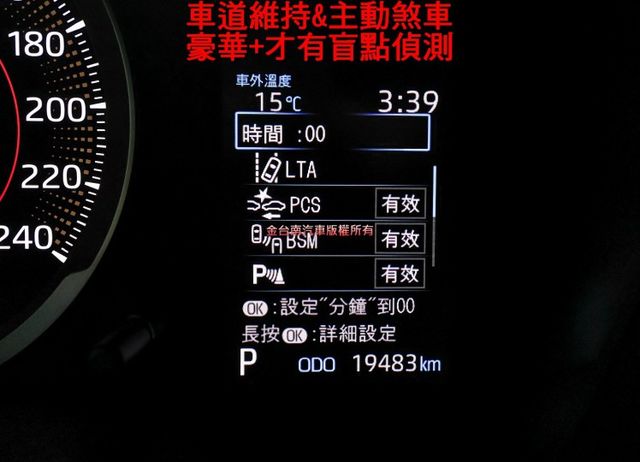 車道維持&主動煞車
豪華+才有盲點偵測
180
200
220
240
車外溫度
15℃ 3:39
時間 :00
LTA
PCS 有效
金台南汽車版權所有
BSM 有效
P 有效
OK:設定"分鐘"到00
長按OK:詳細設定
P ODO 19483km